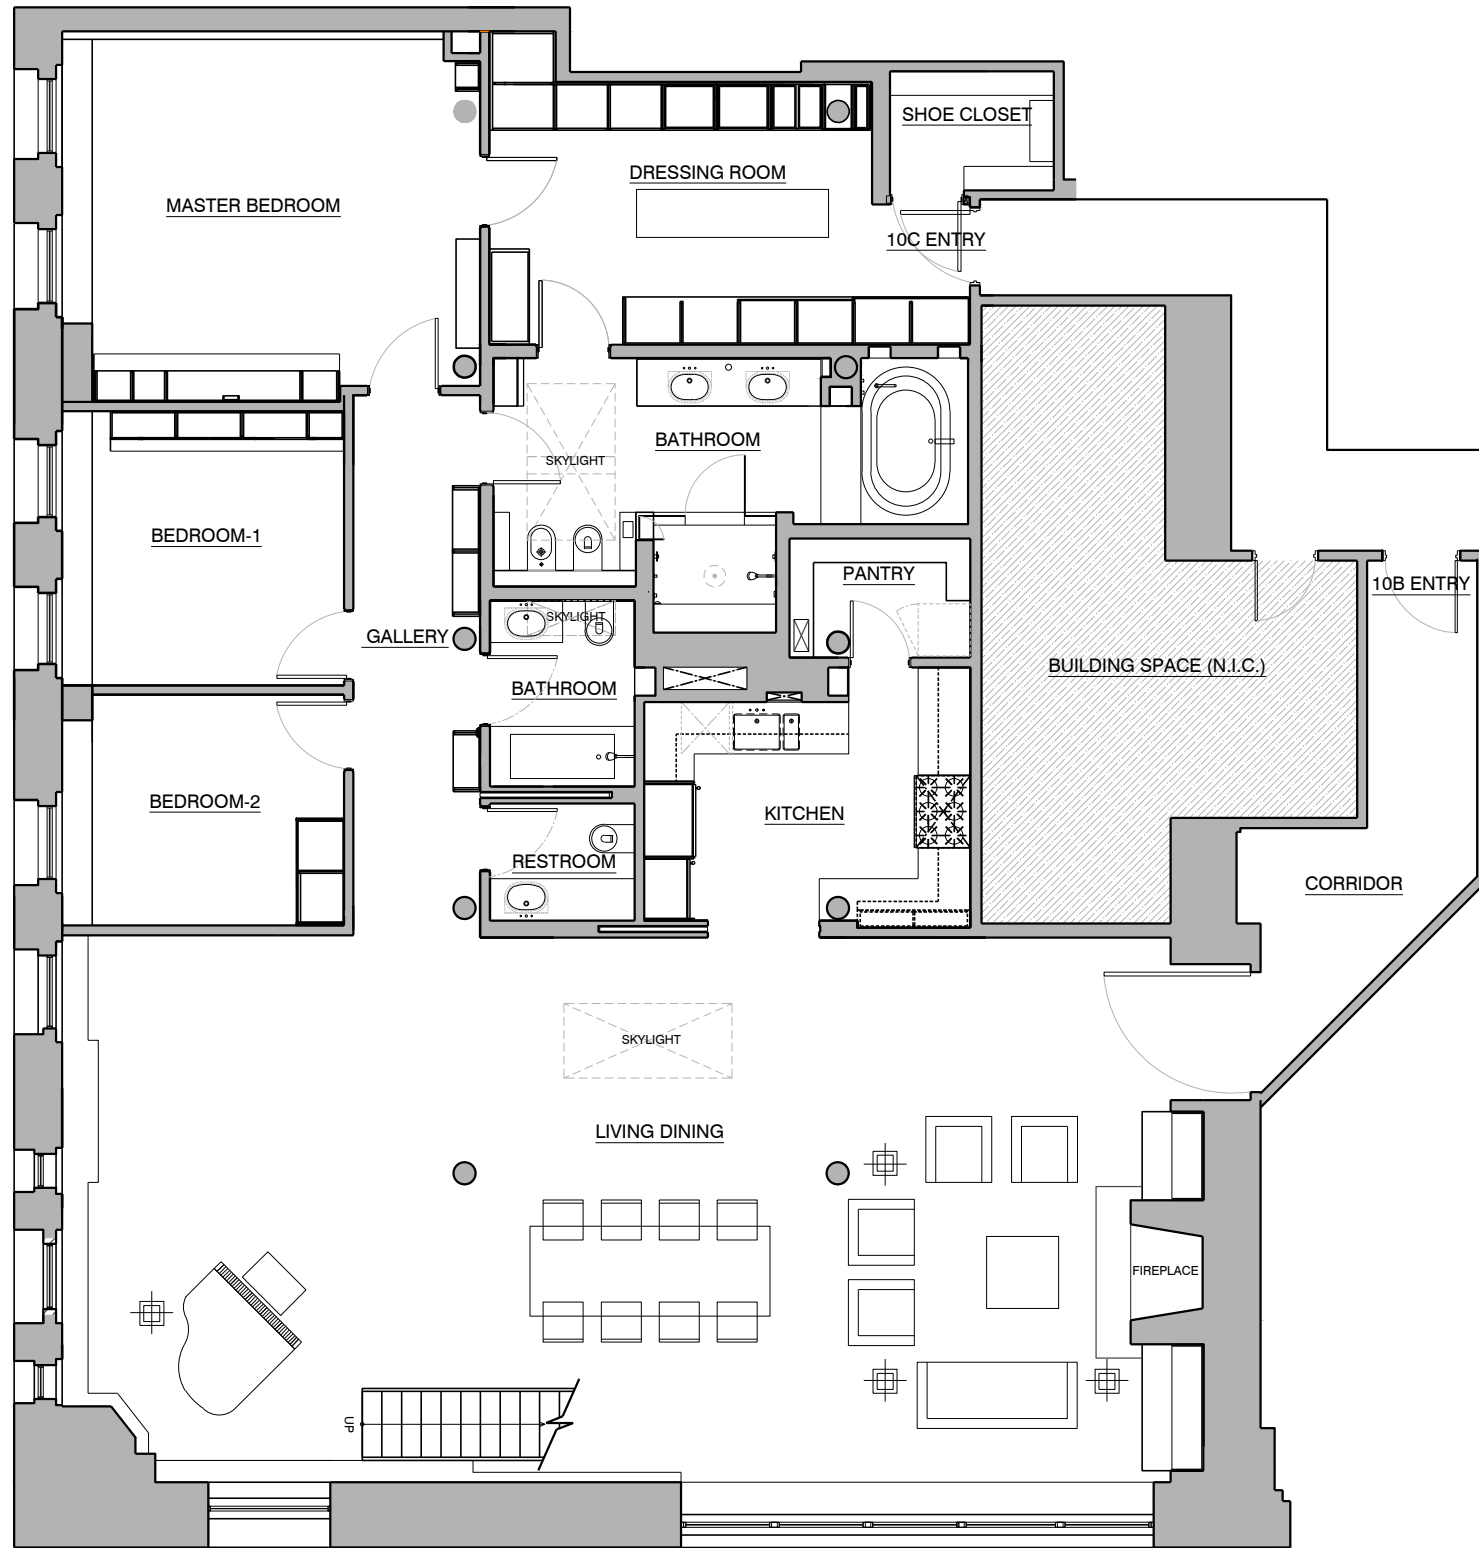 SHOE CLOSET
DRESSING ROOM
MASTER BEDROOM
10C ENTRY
BATHROOM
SKYLIGHT
BEDROOM-1
PANTRY
10B ENTRY
SKYLIGHT
GALLERY
BUILDING SPACE (N.I.C.)
BATHROOM
BEDROOM-2
KITCHEN
RESTROOM
CORRIDOR
SKYLIGHT
LIVING DINING
FIREPLACE
UP